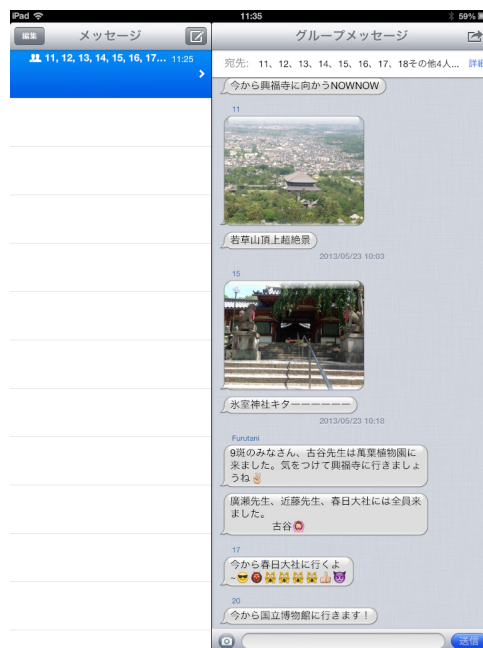 iPad 11:35 59%
編集 メッセージ
11, 12, 13, 14, 15, 16, 17... 11:25
グループメッセージ
宛先: 11、12、13、14、15、16、17、18その他4人... 詳細
今から興福寺に向かうNOWNOW
11
若草山頂上超絶景
2013/05/23 10:03
15
氷室神社キターーーーーー
2013/05/23 10:18
Furutani
9斑のみなさん、古谷先生は萬葉植物園に
来ました。気をつけて興福寺に行きましょ
うね✌
廣瀬先生、近藤先生、春日大社には全員来
ました。
古谷🙆
17
今から春日大社に行くよ
~😎👹🙀🙀🙀🙀👍😈
20
今から国立博物館に行きます！
送信